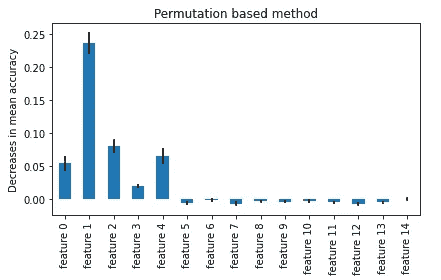 Permutation based method
Decreases in mean accuracy
0.25
0.20
0.15
0.10
0.05
0.00
feature 0
feature 1
feature 2
feature 3
feature 4
feature 5
feature 6
feature 7
feature 8
feature 9
feature 10
feature 11
feature 12
feature 13
feature 14